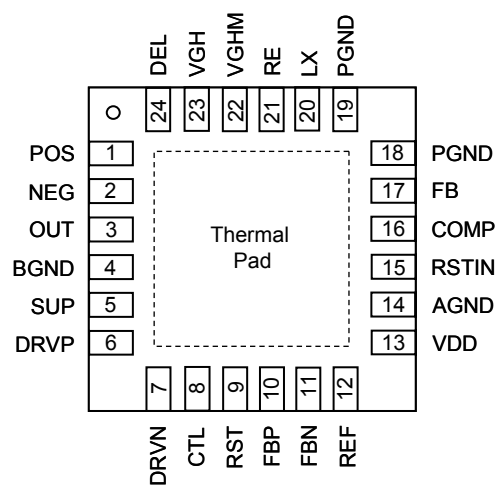 DEL VGH VGHM RE LX PGND
24 23 22 21 20 19
POS 1
NEG 2
OUT 3
BGND 4
SUP 5
DRVP 6
Thermal
Pad
18 PGND
17 FB
16 COMP
15 RSTIN
14 AGND
13 VDD
7 8 9 10 11 12
DRVN CTL RST FBP FBN REF